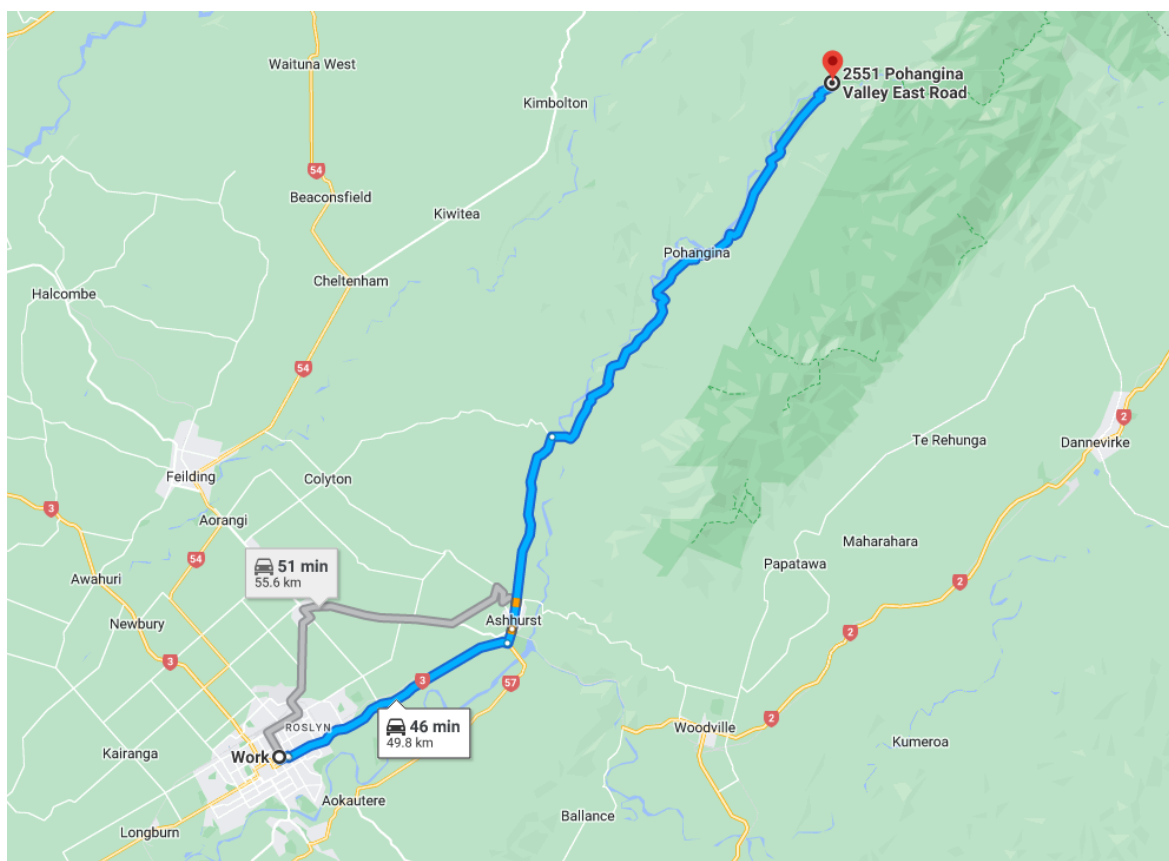 Waituna West
2551 Pohangina
Valley East Road
Kimbolton
54
Beaconsfield
Kiwitea
Pohangina
Cheltenham
Halcombe
54
2
Te Rehunga
Dannevirke
Feilding
Colyton
3
Aorangi
Maharahara
54
51 min
55.6 km
Papatawa
Awahuri
2
Newbury
Ashhurst
2
3
3
57
ROSLYN
46 min
49.8 km
2
Woodville
Kairanga
Work
Kumeroa
Aokautere
Ballance
Longburn